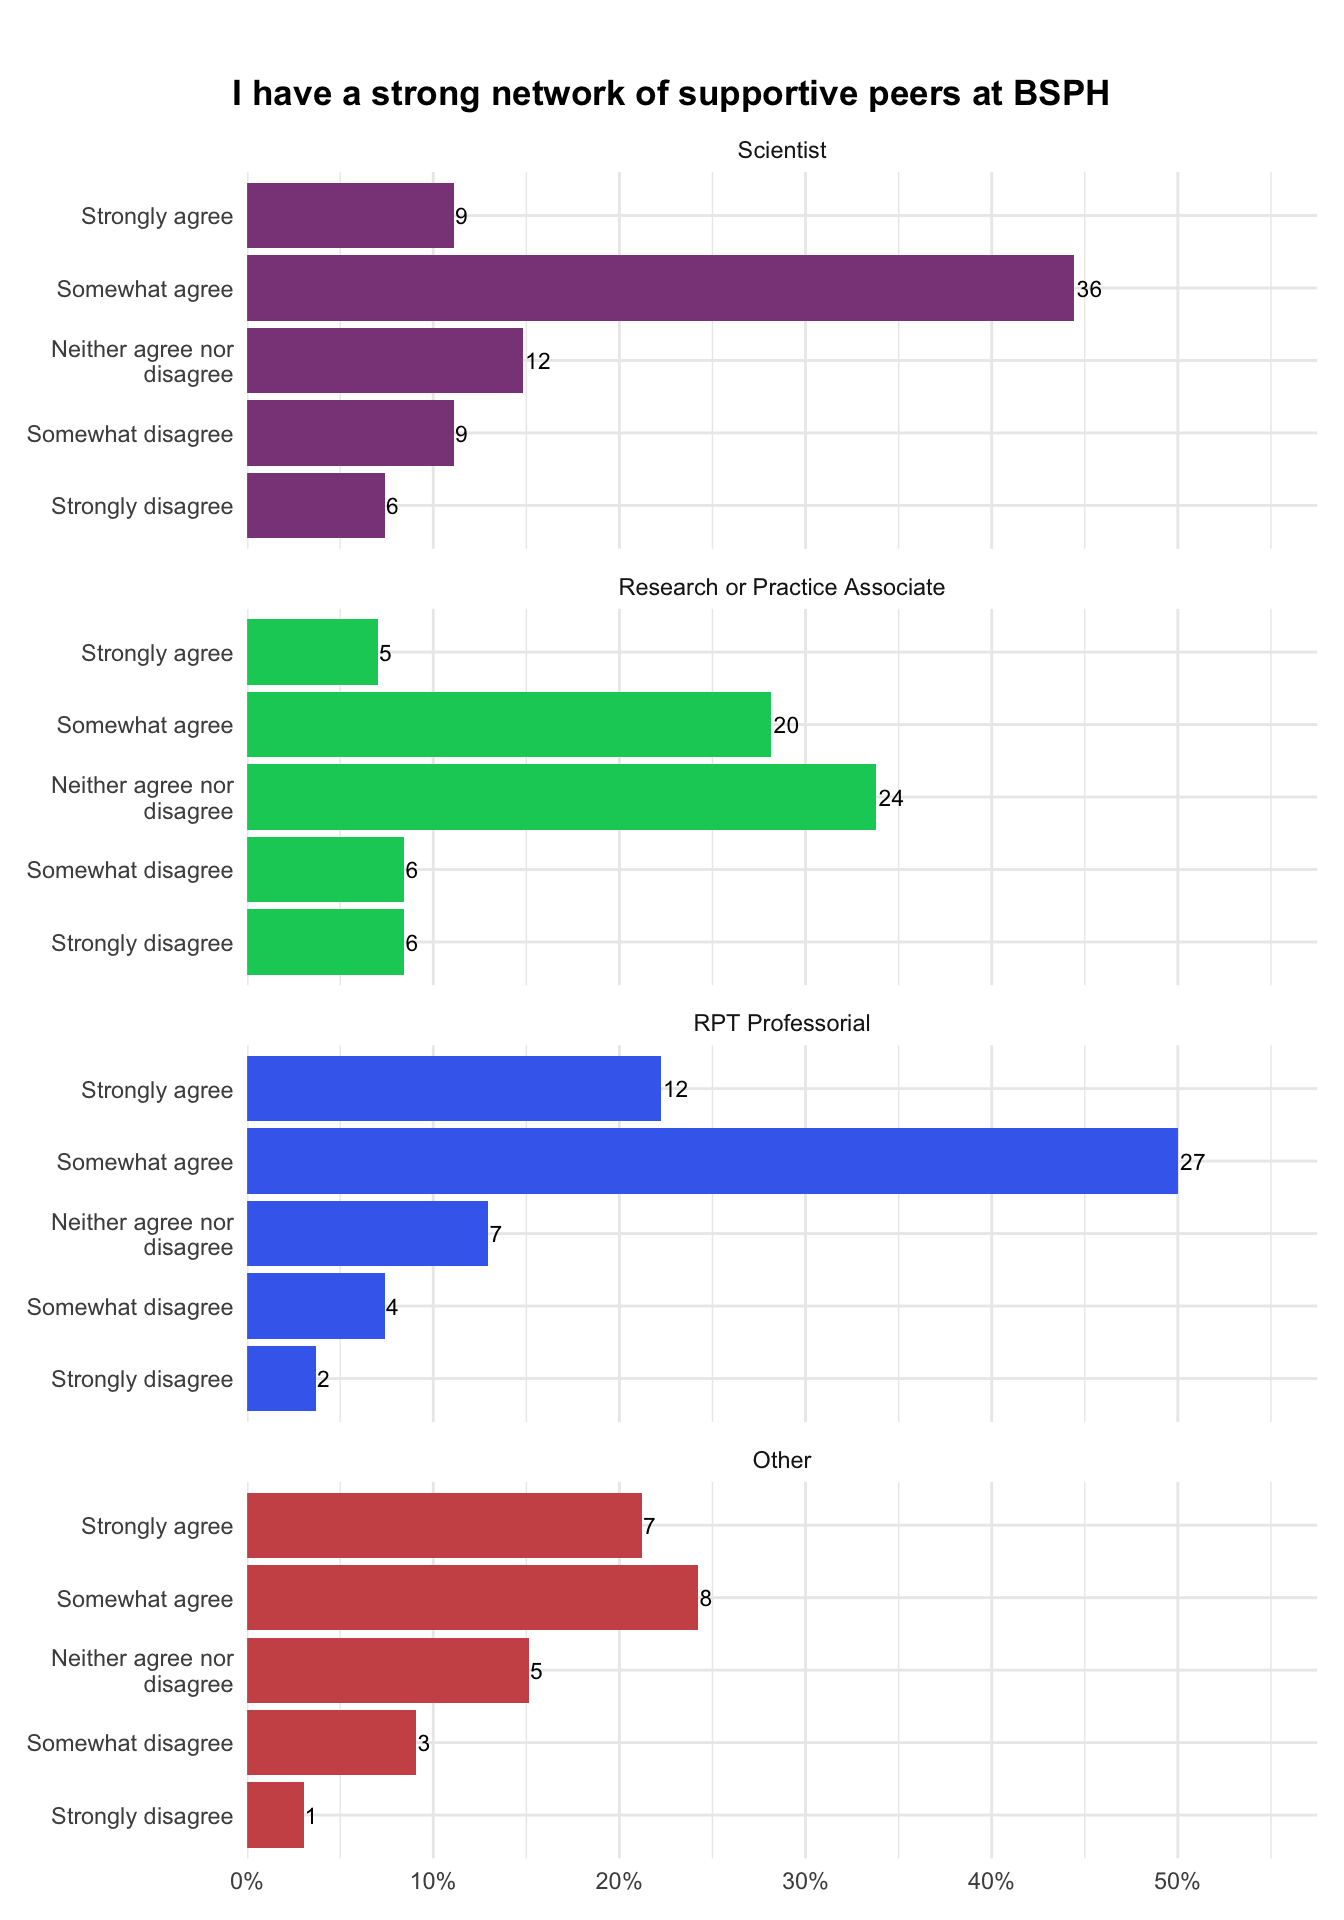 I have a strong network of supportive peers at BSPH
Scientist
Strongly agree
9
Somewhat agree
36
Neither agree nor
disagree
12
Somewhat disagree
9
Strongly disagree
6
Research or Practice Associate
Strongly agree
5
Somewhat agree
20
Neither agree nor
disagree
24
Somewhat disagree
6
Strongly disagree
6
RPT Professorial
Strongly agree
12
Somewhat agree
27
Neither agree nor
disagree
7
Somewhat disagree
4
Strongly disagree
2
Other
Strongly agree
7
Somewhat agree
8
Neither agree nor
disagree
5
Somewhat disagree
3
Strongly disagree
1
0% 10% 20% 30% 40% 50%